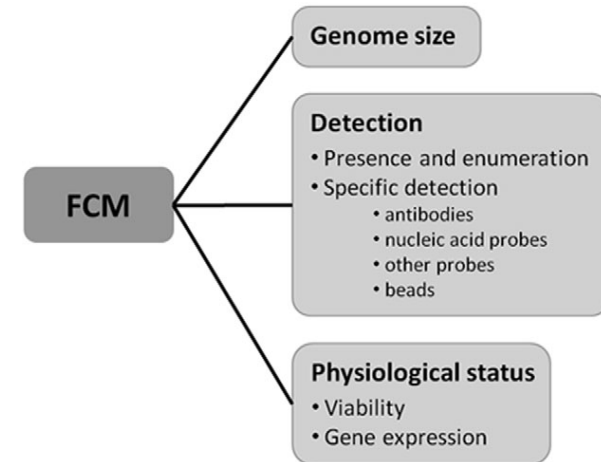 FCM
Genome size
Detection
• Presence and enumeration
• Specific detection
• antibodies
• nucleic acid probes
• other probes
• beads
Physiological status
• Viability
• Gene expression